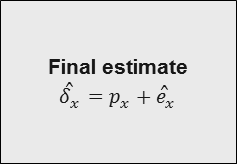 Final estimate
δ̂ₓ = pₓ + êₓ